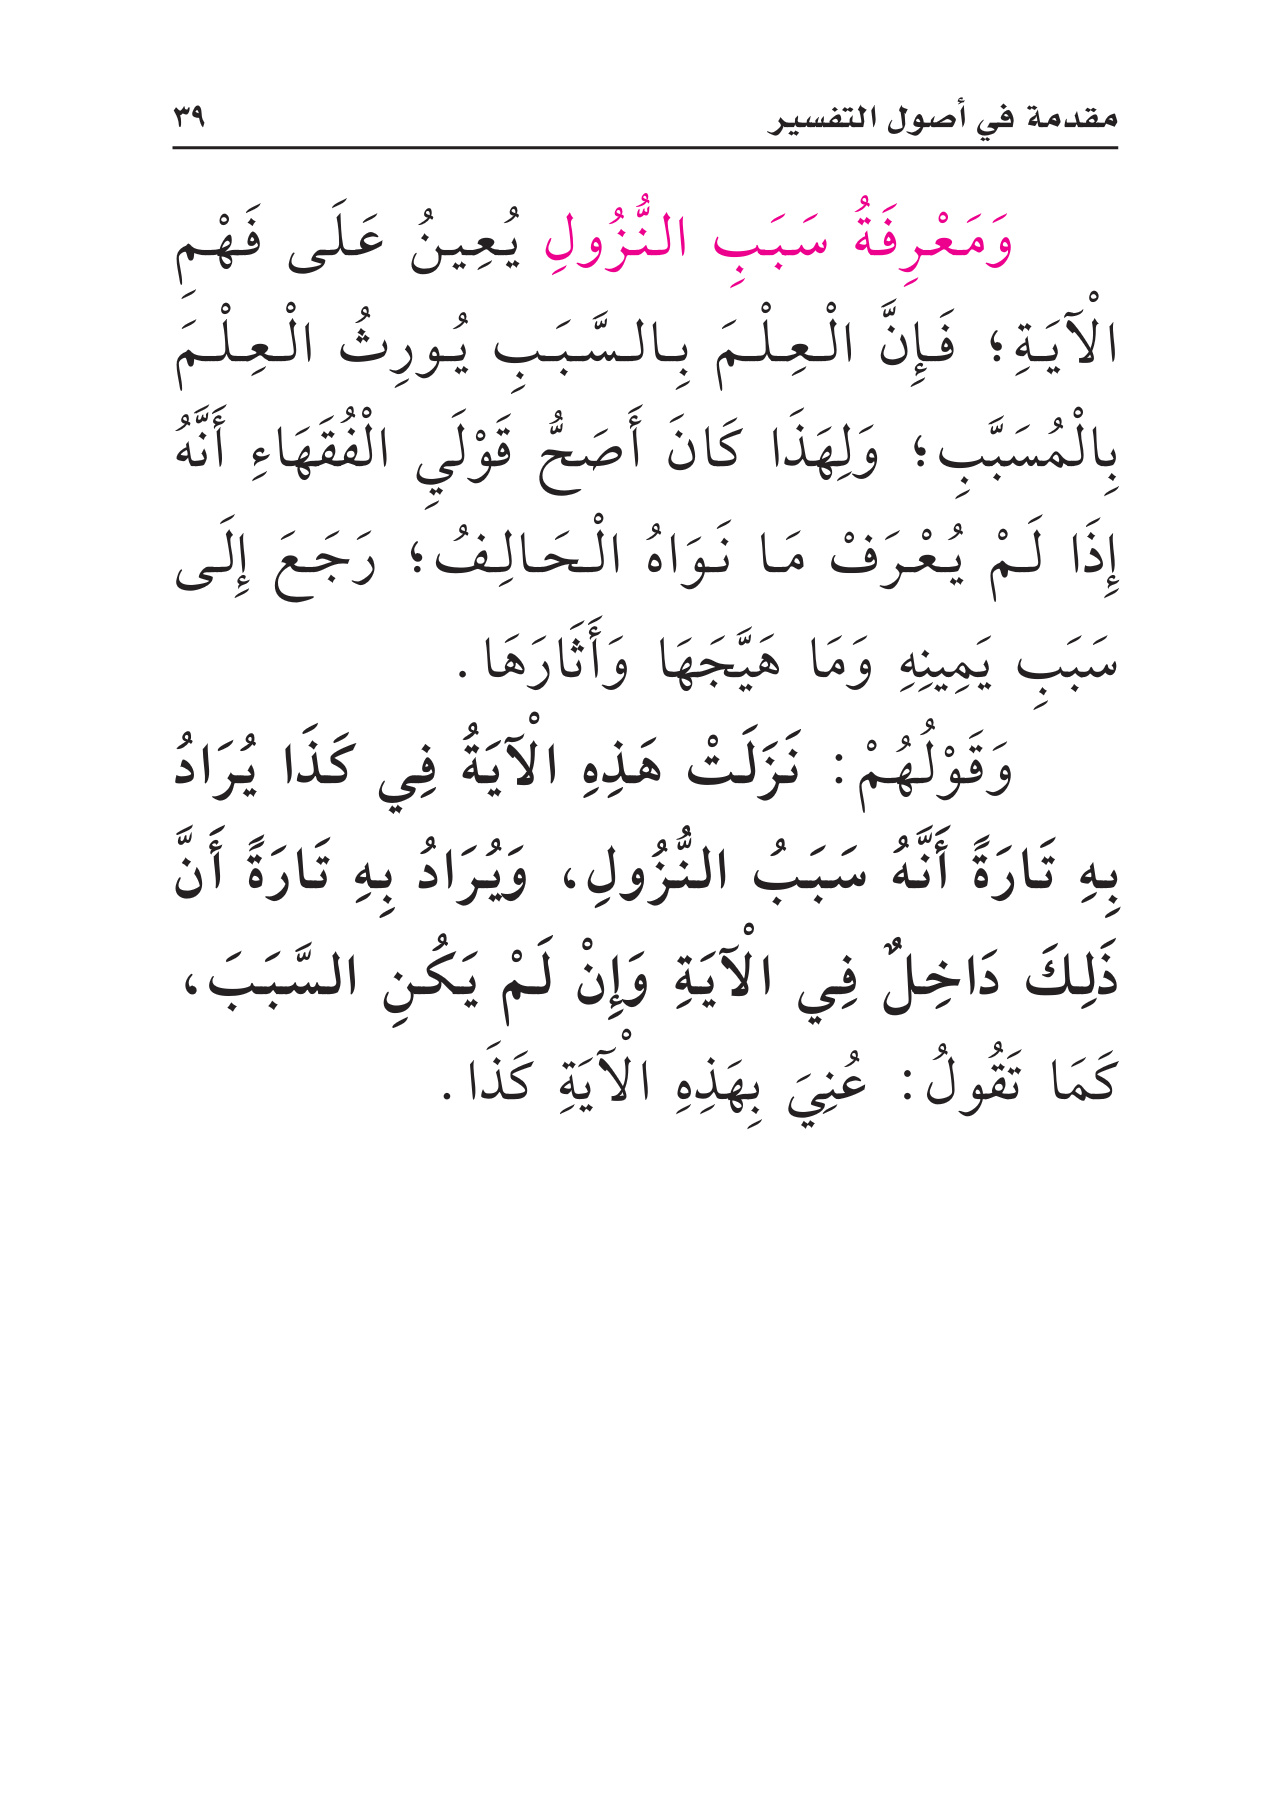 مقدمة في أصول التفسير ٣٩
وَمَعْرِفَةُ سَبَبِ النُّزُولِ يُعِينُ عَلَى فَهْمِ
الْآيَةِ؛ فَإِنَّ الْعِلْمَ بِالسَّبَبِ يُورِثُ الْعِلْمَ
بِالْمُسَبَّبِ؛ وَلِهَذَا كَانَ أَصَحُّ قَوْلَيِ الْفُقَهَاءِ أَنَّهُ
إِذَا لَمْ يُعْرَفْ مَا نَوَاهُ الْحَالِفُ؛ رَجَعَ إِلَى
سَبَبِ يَمِينِهِ وَمَا هَيَّجَهَا وَأَثَارَهَا.
وَقَوْلُهُمْ: نَزَلَتْ هَذِهِ الْآيَةُ فِي كَذَا يُرَادُ
بِهِ تَارَةً أَنَّهُ سَبَبُ النُّزُولِ، وَيُرَادُ بِهِ تَارَةً أَنَّ
ذَلِكَ دَاخِلٌ فِي الْآيَةِ وَإِنْ لَمْ يَكُنِ السَّبَبَ،
كَمَا تَقُولُ: عُنِيَ بِهَذِهِ الْآيَةِ كَذَا.